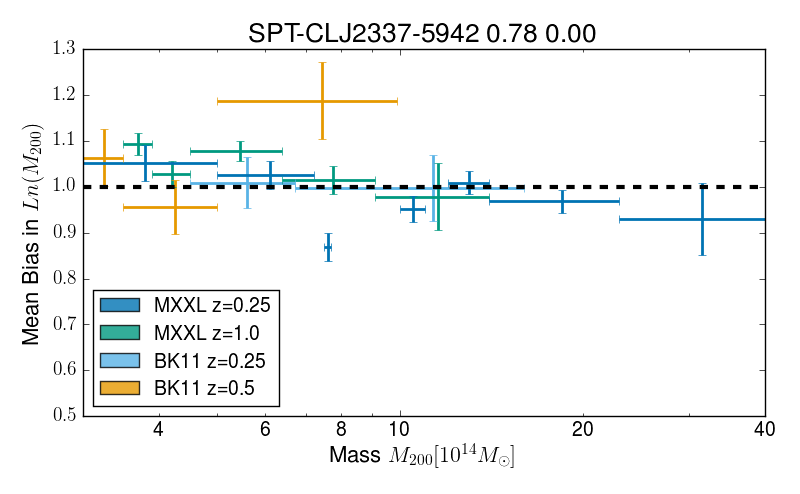 SPT-CLJ2337-5942 0.78 0.00
1.3
1.2
1.1
1.0
0.9
0.8
0.7
0.6
0.5
Mean Bias in Ln(M₂₀₀)
MXXL z=0.25
MXXL z=1.0
BK11 z=0.25
BK11 z=0.5
4 6 8 10 20 40
Mass M₂₀₀[10¹⁴M☉]